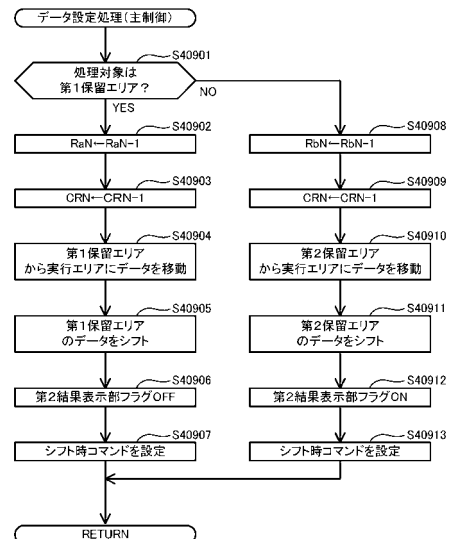 データ設定処理(主制御)
S40901
処理対象は
第1保留エリア?
NO
YES
S40902
RaN←RaN-1
S40903
CRN←CRN-1
S40904
第1保留エリア
から実行エリアにデータを移動
S40905
第1保留エリア
のデータをシフト
S40906
第2結果表示部フラグOFF
S40907
シフト時コマンドを設定
S40908
RbN←RbN-1
S40909
CRN←CRN-1
S40910
第2保留エリア
から実行エリアにデータを移動
S40911
第2保留エリア
のデータをシフト
S40912
第2結果表示部フラグON
S40913
シフト時コマンドを設定
RETURN